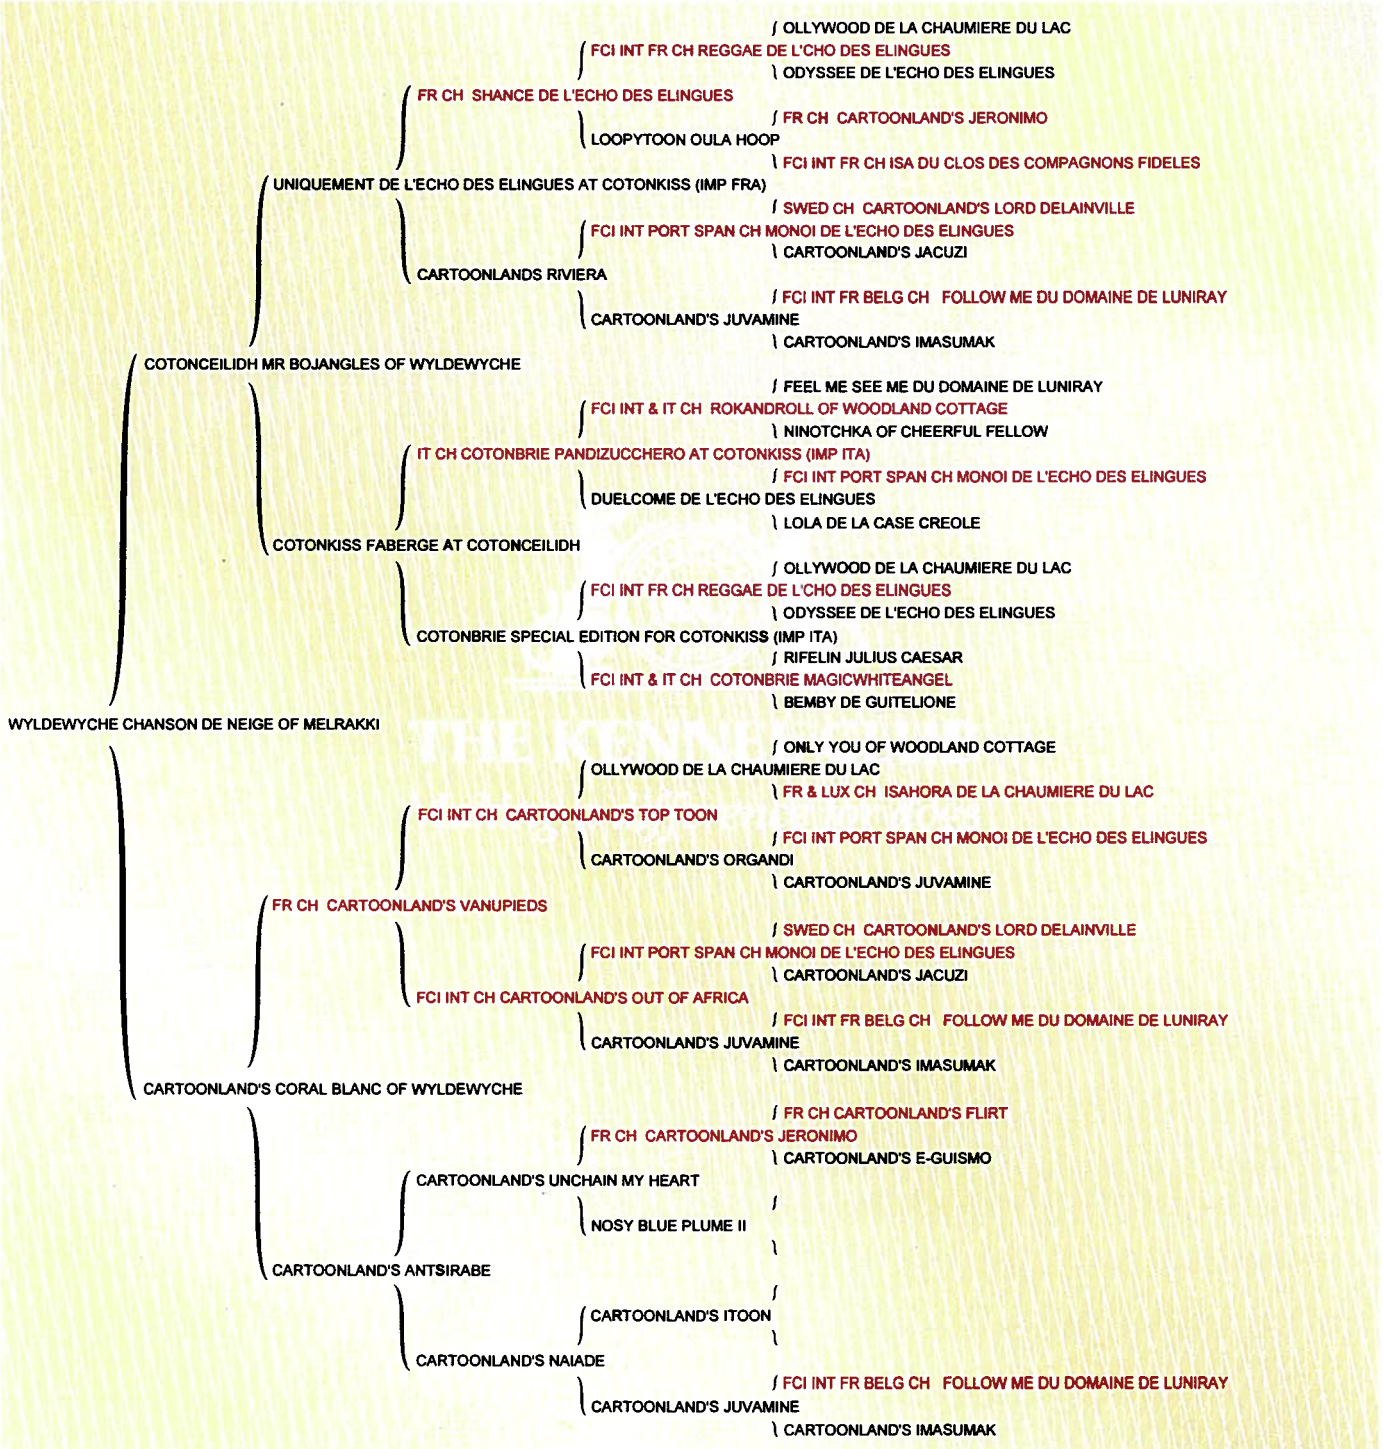 OLLYWOOD DE LA CHAUMIERE DU LAC
FCI INT FR CH REGGAE DE L'CHO DES ELINGUES
ODYSSEE DE L'ECHO DES ELINGUES
FR CH SHANCE DE L'ECHO DES ELINGUES
FR CH CARTOONLAND'S JERONIMO
LOOPYTOON OULA HOOP
FCI INT FR CH ISA DU CLOS DES COMPAGNONS FIDELES
UNIQUEMENT DE L'ECHO DES ELINGUES AT COTONKISS (IMP FRA)
SWED CH CARTOONLAND'S LORD DELAINVILLE
FCI INT PORT SPAN CH MONOI DE L'ECHO DES ELINGUES
CARTOONLAND'S JACUZI
CARTOONLANDS RIVIERA
FCI INT FR BELG CH FOLLOW ME DU DOMAINE DE LUNIRAY
CARTOONLAND'S JUVAMINE
CARTOONLAND'S IMASUMAK
COTONCEILIDH MR BOJANGLES OF WYLDEWYCHE
FEEL ME SEE ME DU DOMAINE DE LUNIRAY
FCI INT & IT CH ROKANDROLL OF WOODLAND COTTAGE
NINOTCHKA OF CHEERFUL FELLOW
IT CH COTONBRIE PANDIZUCCHERO AT COTONKISS (IMP ITA)
FCI INT PORT SPAN CH MONOI DE L'ECHO DES ELINGUES
DUELCOME DE L'ECHO DES ELINGUES
LOLA DE LA CASE CREOLE
COTONKISS FABERGE AT COTONCEILIDH
OLLYWOOD DE LA CHAUMIERE DU LAC
FCI INT FR CH REGGAE DE L'CHO DES ELINGUES
ODYSSEE DE L'ECHO DES ELINGUES
COTONBRIE SPECIAL EDITION FOR COTONKISS (IMP ITA)
RIFELIN JULIUS CAESAR
FCI INT & IT CH COTONBRIE MAGICWHITEANGEL
BEMBY DE GUITELIONE
WYLDEWYCHE CHANSON DE NEIGE OF MELRAKKI
THE KENNE
ONLY YOU OF WOODLAND COTTAGE
OLLYWOOD DE LA CHAUMIERE DU LAC
FR & LUX CH ISAHORA DE LA CHAUMIERE DU LAC
FCI INT CH CARTOONLAND'S TOP TOON
FCI INT PORT SPAN CH MONOI DE L'ECHO DES ELINGUES
CARTOONLAND'S ORGANDI
CARTOONLAND'S JUVAMINE
FR CH CARTOONLAND'S VANUPIEDS
SWED CH CARTOONLAND'S LORD DELAINVILLE
FCI INT PORT SPAN CH MONOI DE L'ECHO DES ELINGUES
CARTOONLAND'S JACUZI
FCI INT CH CARTOONLAND'S OUT OF AFRICA
FCI INT FR BELG CH FOLLOW ME DU DOMAINE DE LUNIRAY
CARTOONLAND'S JUVAMINE
CARTOONLAND'S IMASUMAK
CARTOONLAND'S CORAL BLANC OF WYLDEWYCHE
FR CH CARTOONLAND'S FLIRT
FR CH CARTOONLAND'S JERONIMO
CARTOONLAND'S E-GUISMO
CARTOONLAND'S UNCHAIN MY HEART
NOSY BLUE PLUME II
CARTOONLAND'S ANTSIRABE
CARTOONLAND'S ITOON
CARTOONLAND'S NAIADE
FCI INT FR BELG CH FOLLOW ME DU DOMAINE DE LUNIRAY
CARTOONLAND'S JUVAMINE
CARTOONLAND'S IMASUMAK